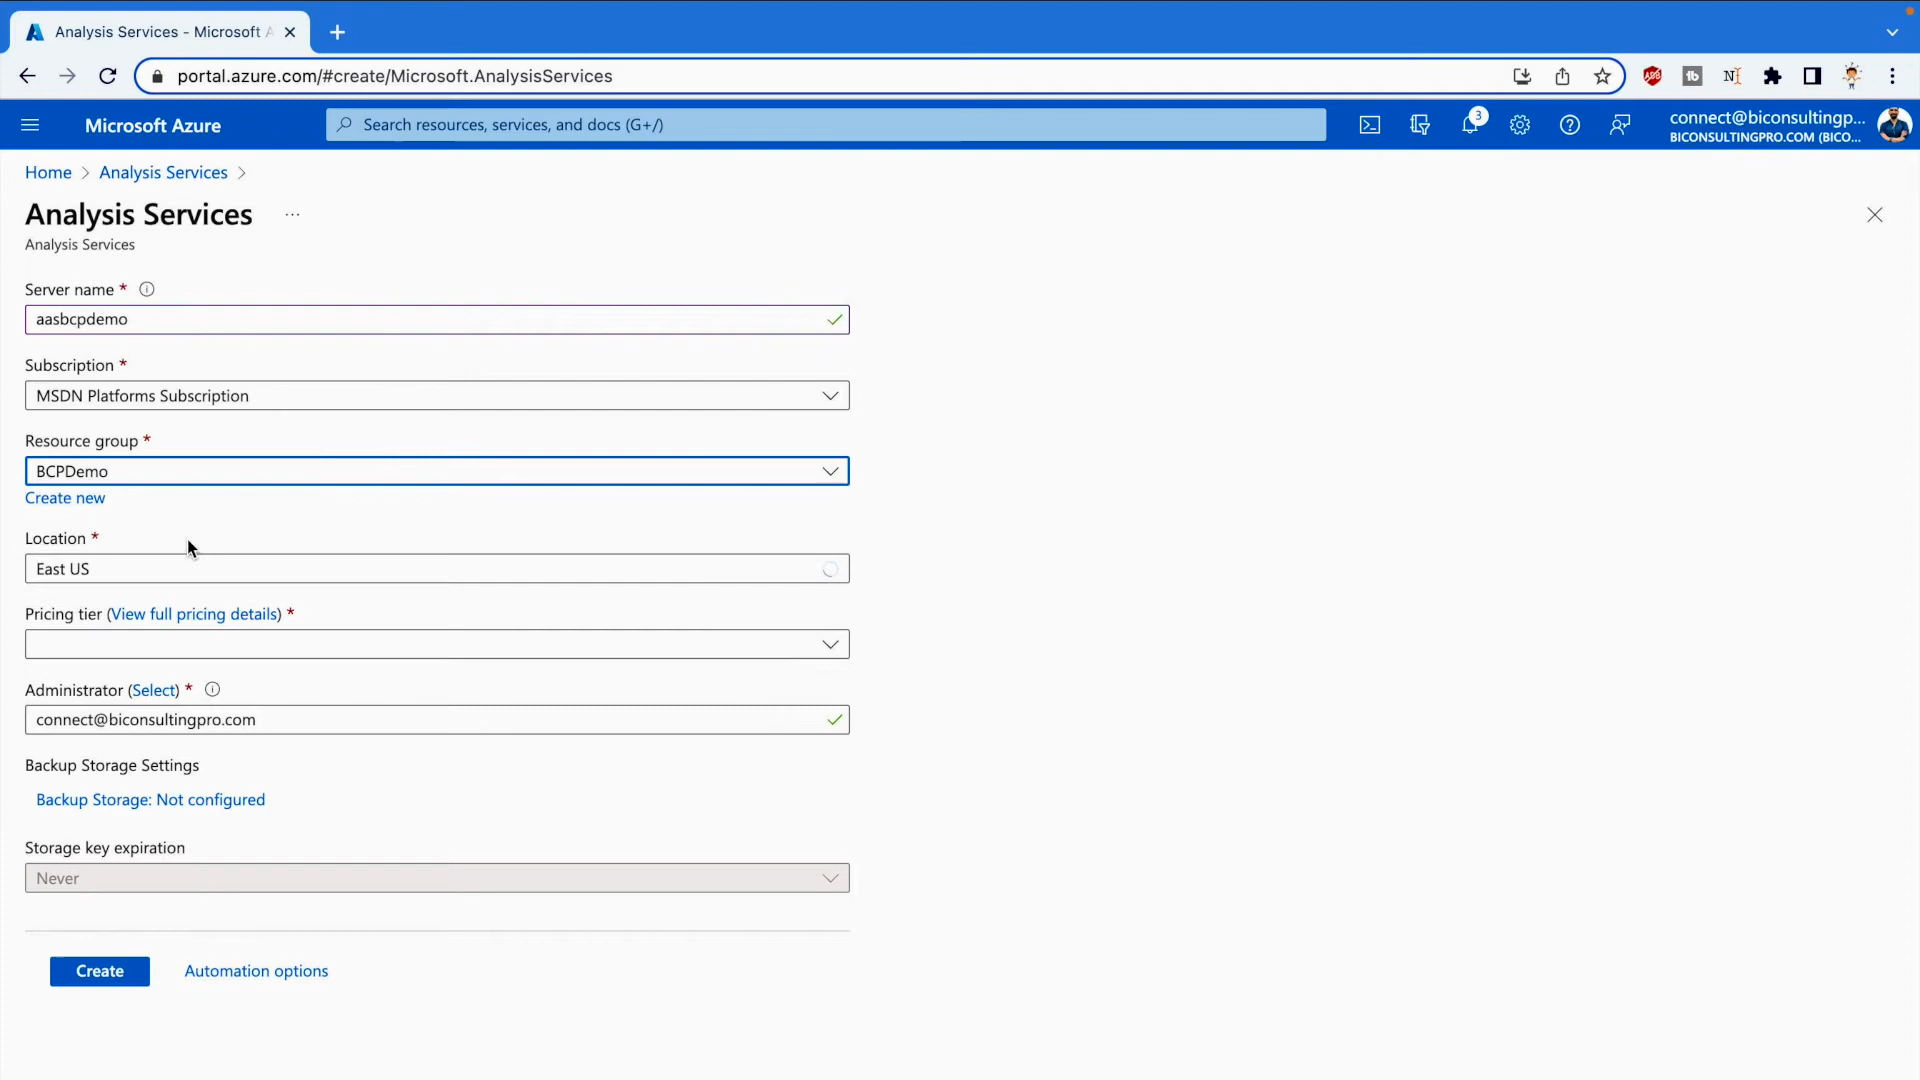 Analysis Services - Microsoft A
portal.azure.com/#create/Microsoft.AnalysisServices
Microsoft Azure
Search resources, services, and docs (G+/)
3
connect@biconsultingp...
BICONSULTINGPRO.COM (BICO...
Home > Analysis Services >
Analysis Services ...
Analysis Services
Server name *
aasbcpdemo
Subscription *
MSDN Platforms Subscription
Resource group *
BCPDemo
Create new
Location *
East US
Pricing tier (View full pricing details) *
Administrator (Select) *
connect@biconsultingpro.com
Backup Storage Settings
Backup Storage: Not configured
Storage key expiration
Never
Create
Automation options